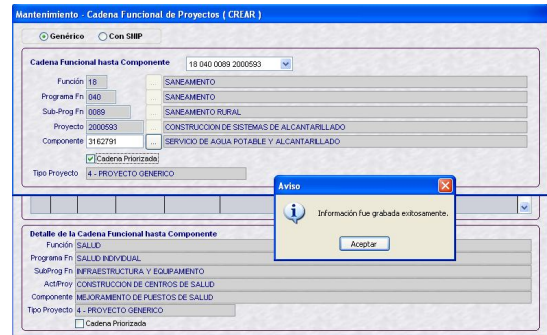 Mantenimiento - Cadena Funcional de Proyectos ( CREAR )
Genérico Con SNIP
Cadena Funcional hasta Componente 18 040 0089 2000593
Función 18 ... SANEAMIENTO
Programa Fn 040 ... SANEAMIENTO
Sub-Prog Fn 0089 ... SANEAMIENTO RURAL
Proyecto 2000593 ... CONSTRUCCION DE SISTEMAS DE ALCANTARILLADO
Componente 3162791 ... SERVICIO DE AGUA POTABLE Y ALCANTARILLADO
Cadena Priorizada
Tipo Proyecto 4 - PROYECTO GENERICO
Aviso
Información fue grabada exitosamente.
Aceptar
Detalle de la Cadena Funcional hasta Componente
Función SALUD
Programa Fn SALUD INDIVIDUAL
SubProg Fn INFRAESTRUCTURA Y EQUIPAMIENTO
Act/Proy CONSTRUCCION DE CENTROS DE SALUD
Componente MEJORAMIENTO DE PUESTOS DE SALUD
Tipo Proyecto 4 - PROYECTO GENERICO
Cadena Priorizada